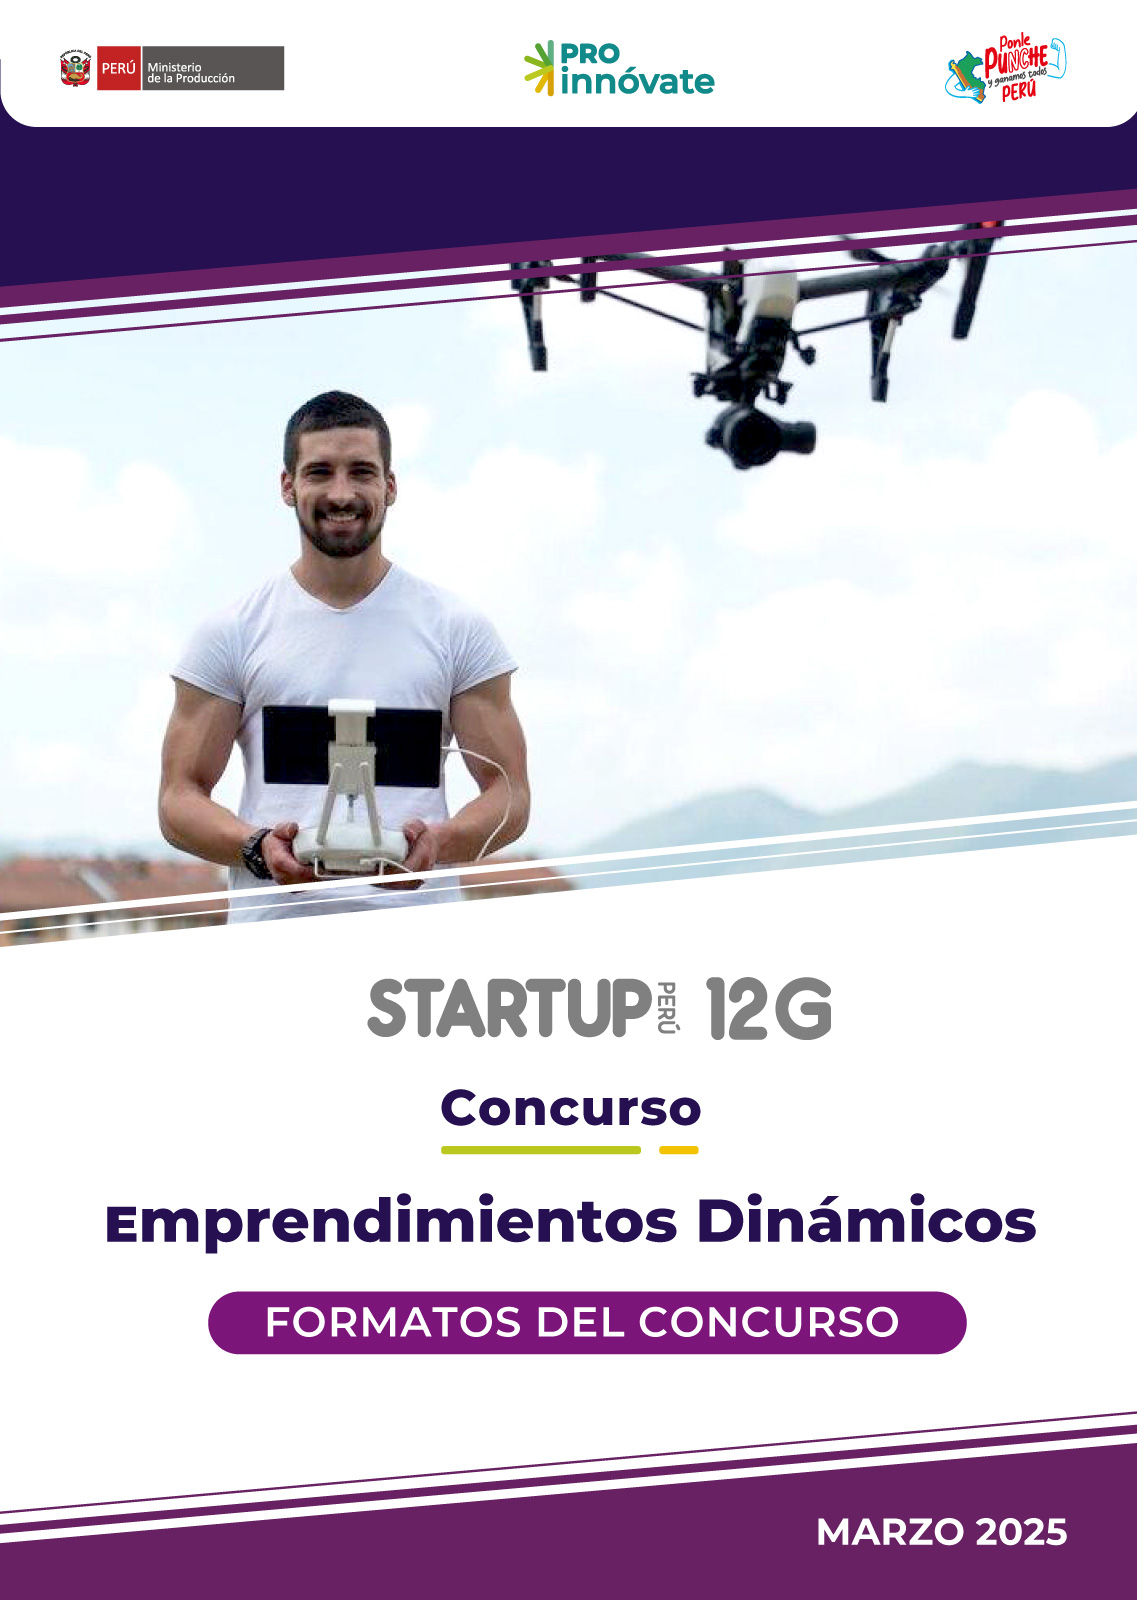 PERÚ
Ministerio
de la Producción
PRO
innóvate
Ponle
PUNCHE
y ganamos todos
PERÚ
STARTUP PERÚ 12G
Concurso
Emprendimientos Dinámicos
FORMATOS DEL CONCURSO
MARZO 2025